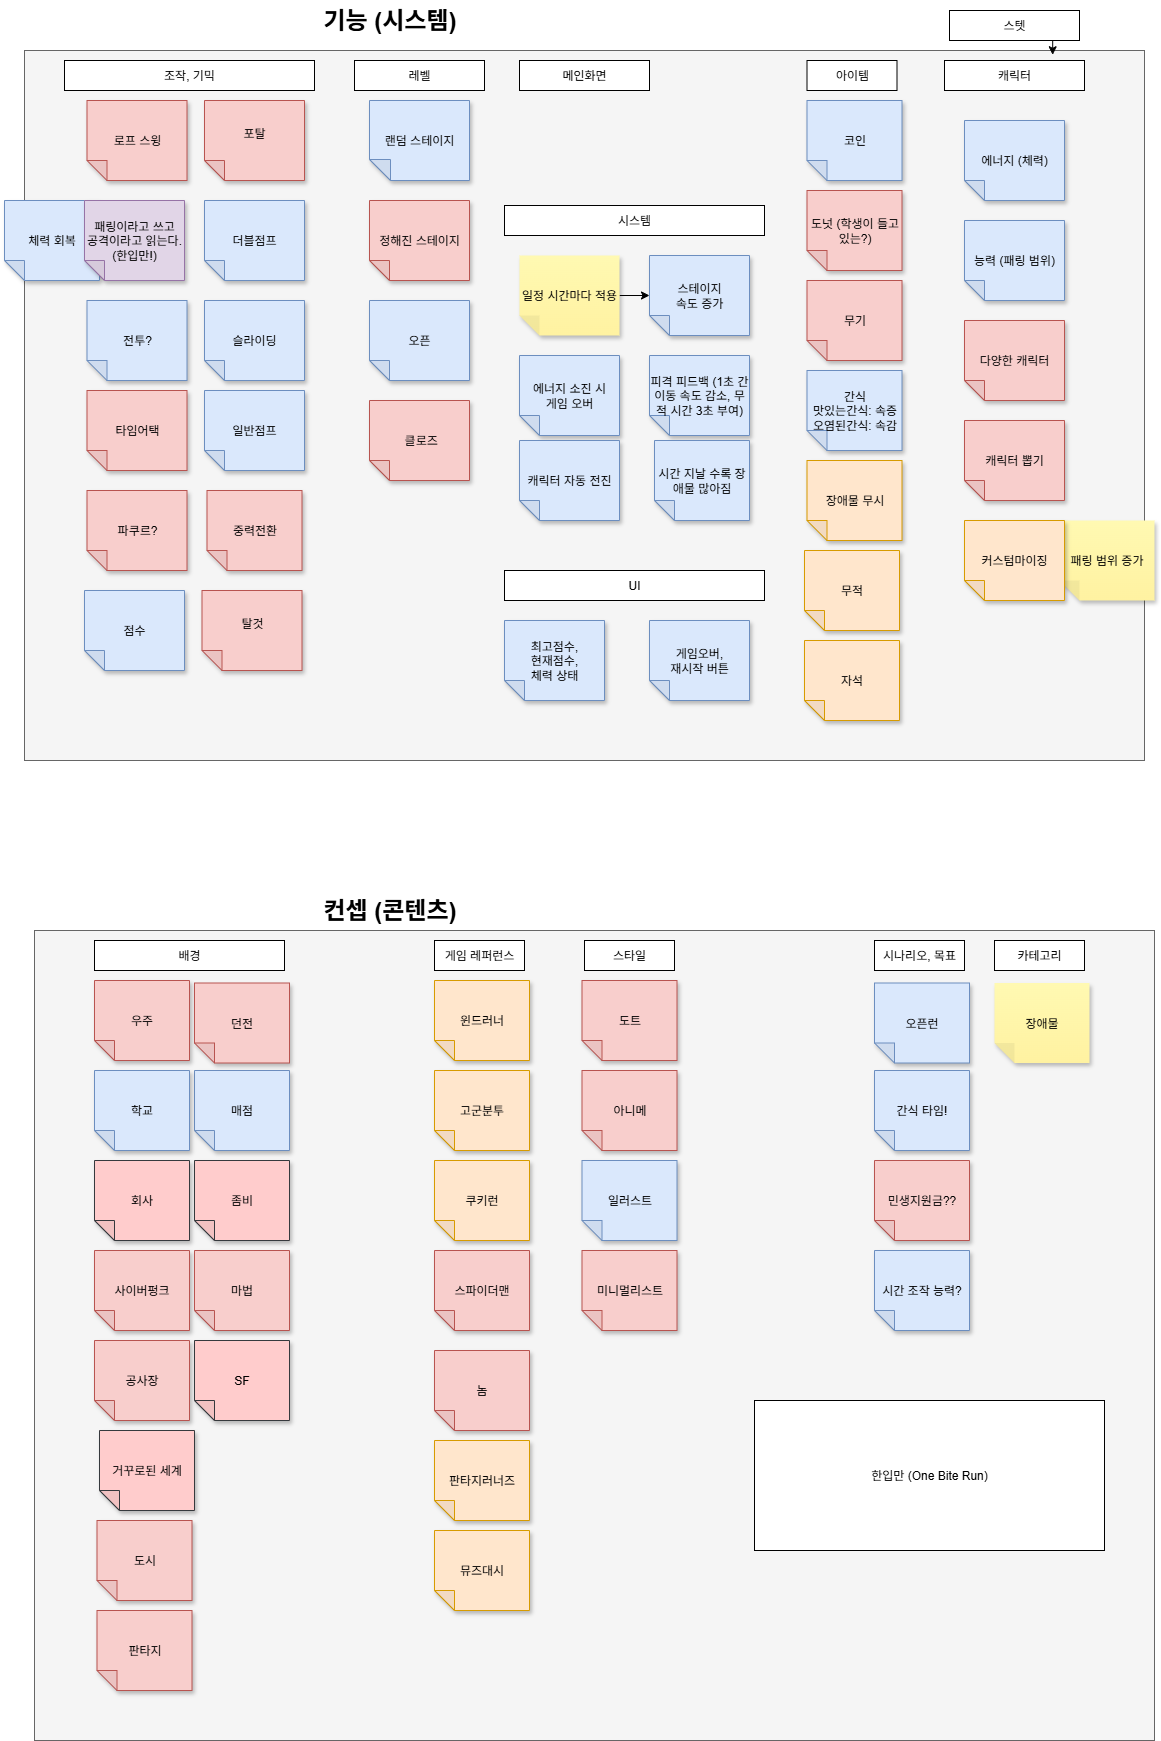 기능 (시스템)
스텟
조작, 기믹
레벨
메인화면
아이템
캐릭터
로프 스윙
포탈
체력 회복
패링이라고 쓰고
공격이라고 읽는다.
(한입만!)
더블점프
전투?
슬라이딩
타임어택
일반점프
파쿠르?
중력전환
점수
탈것
랜덤 스테이지
정해진 스테이지
오픈
클로즈
시스템
일정 시간마다 적용
스테이지
속도 증가
에너지 소진 시
게임 오버
피격 피드백 (1초 간
이동 속도 감소, 무
적 시간 3초 부여)
캐릭터 자동 전진
시간 지날 수록 장
애물 많아짐
UI
최고점수,
현재점수,
체력 상태
게임오버,
재시작 버튼
코인
도넛 (학생이 들고
있는?)
무기
간식
맛있는간식: 속증
오염된간식: 속감
장애물 무시
무적
자석
에너지 (체력)
능력 (패링 범위)
다양한 캐릭터
캐릭터 뽑기
커스텀마이징
패링 범위 증가
컨셉 (콘텐츠)
배경
게임 레퍼런스
스타일
시나리오, 목표
카테고리
우주
던전
학교
매점
회사
좀비
사이버펑크
마법
공사장
SF
거꾸로된 세계
도시
판타지
윈드러너
고군분투
쿠키런
스파이더맨
놈
판타지러너즈
뮤즈대시
도트
아니메
일러스트
미니멀리스트
오픈런
간식 타임!
민생지원금??
시간 조작 능력?
장애물
한입만 (One Bite Run)